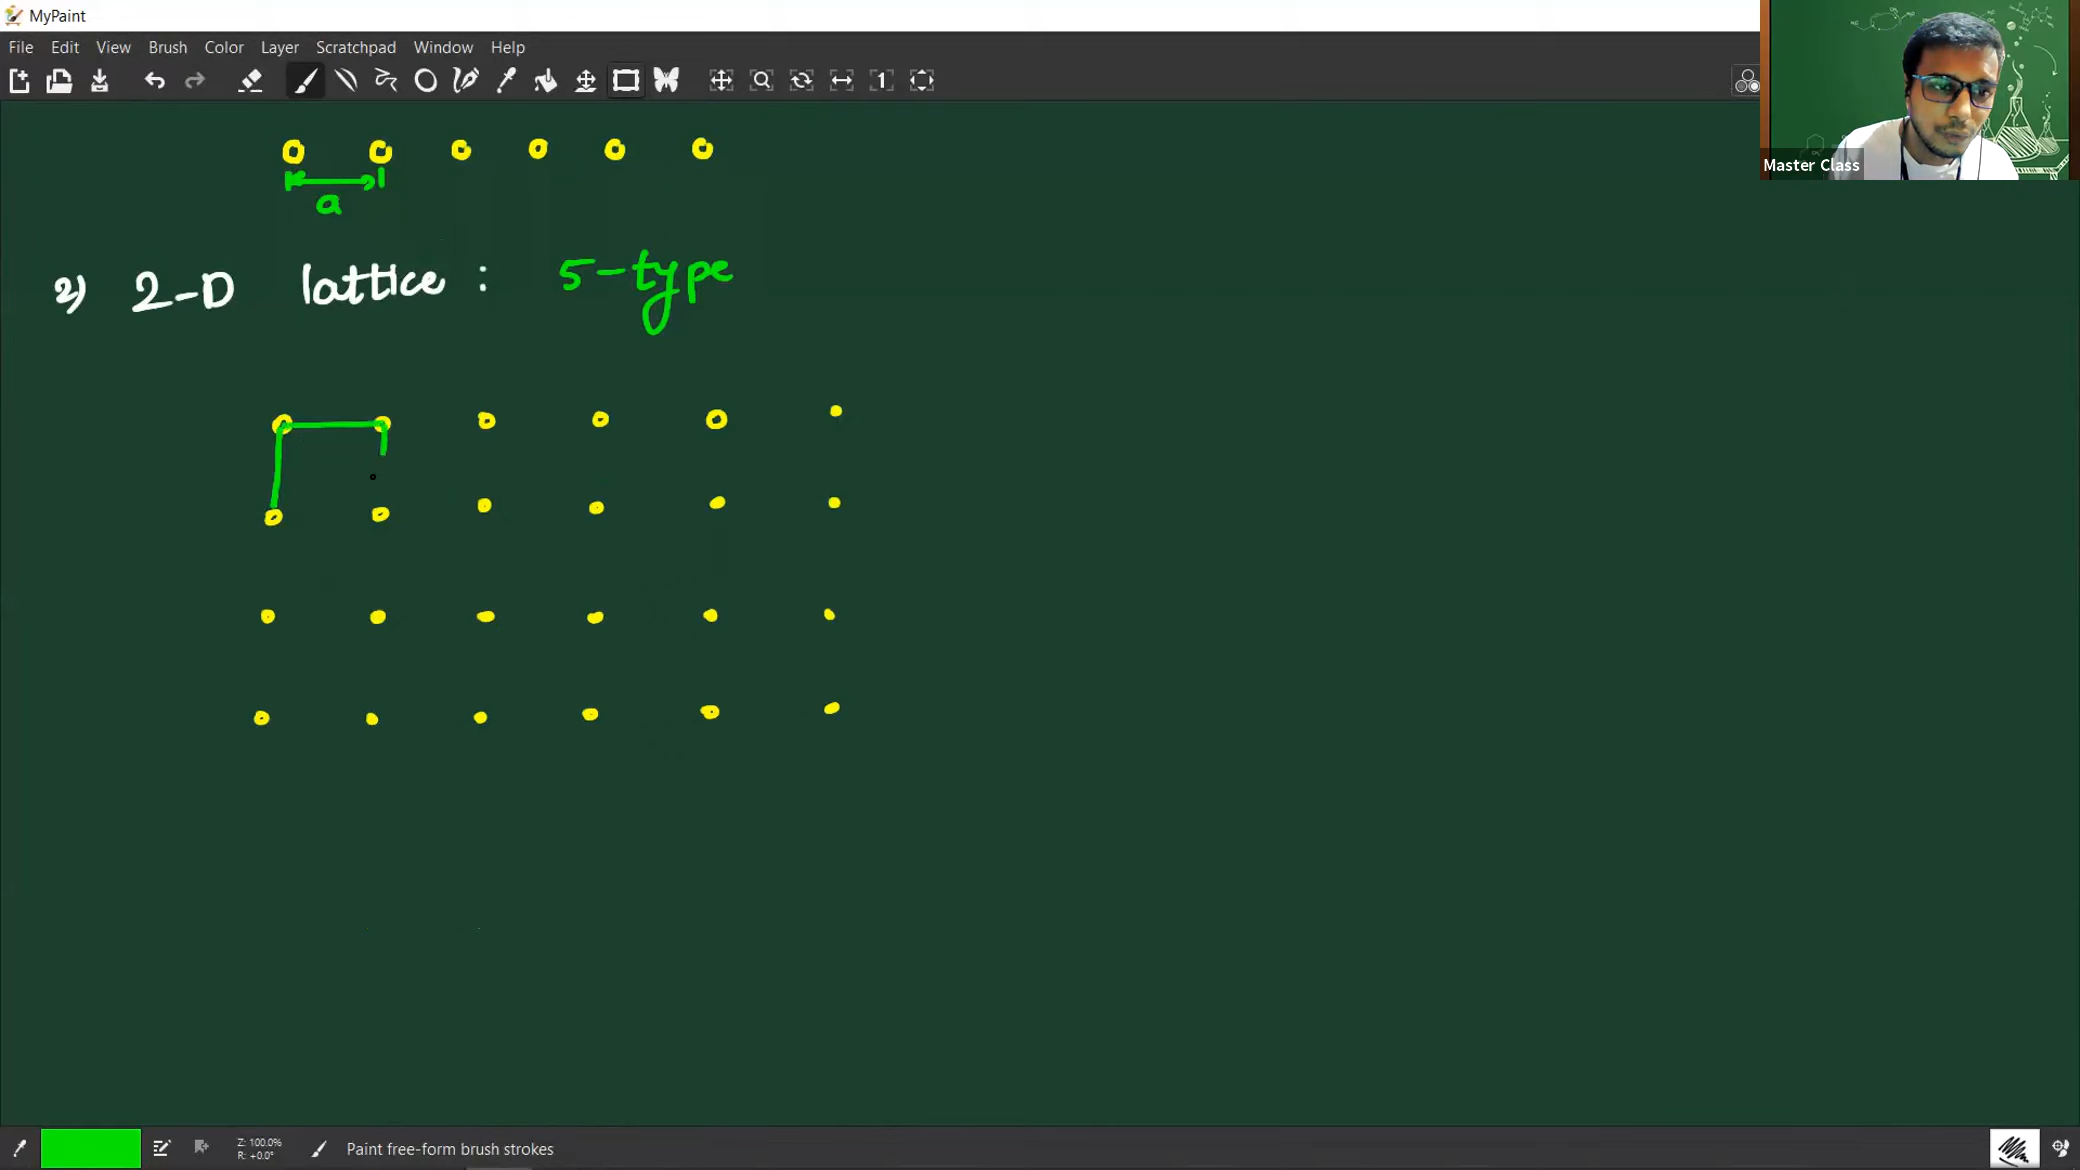 MyPaint
File Edit View Brush Color Layer Scratchpad Window Help
1
Master Class
a
2) 2-D lattice : 5-type
Z: 100.0%
R: +0.0°
Paint free-form brush strokes